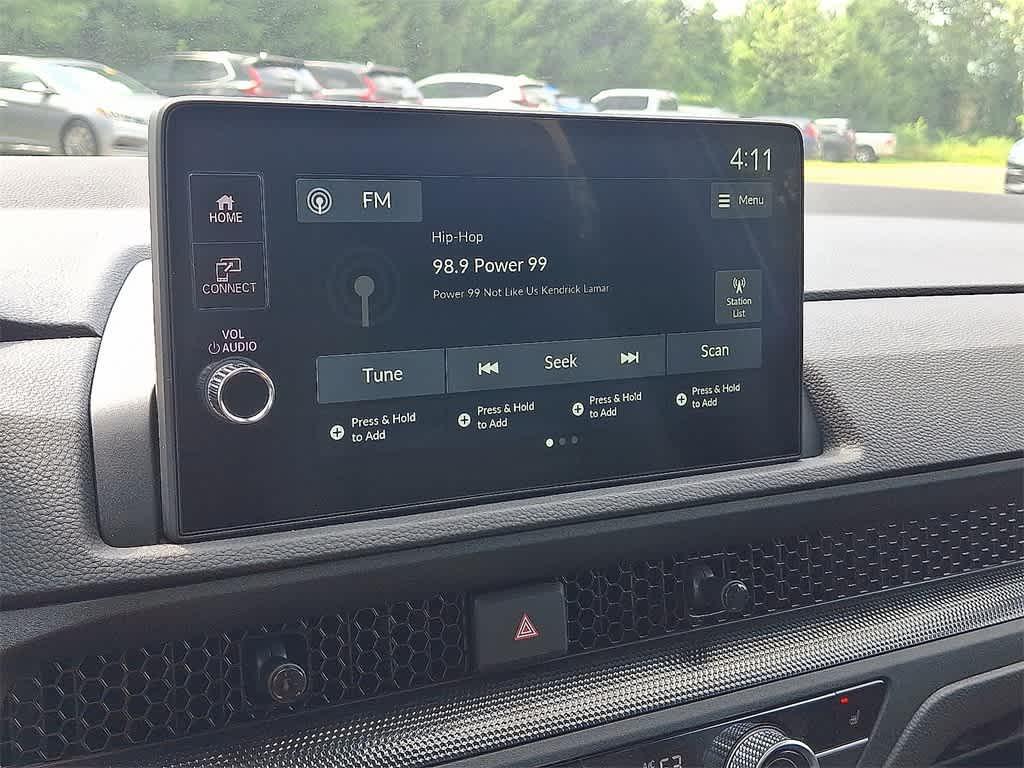 4:11
HOME
FM
Menu
Hip-Hop
98.9 Power 99
Power 99 Not Like Us Kendrick Lamar
CONNECT
Station
List
VOL
AUDIO
Tune
Seek
Scan
Press & Hold
to Add
Press & Hold
to Add
Press & Hold
to Add
Press & Hold
to Add